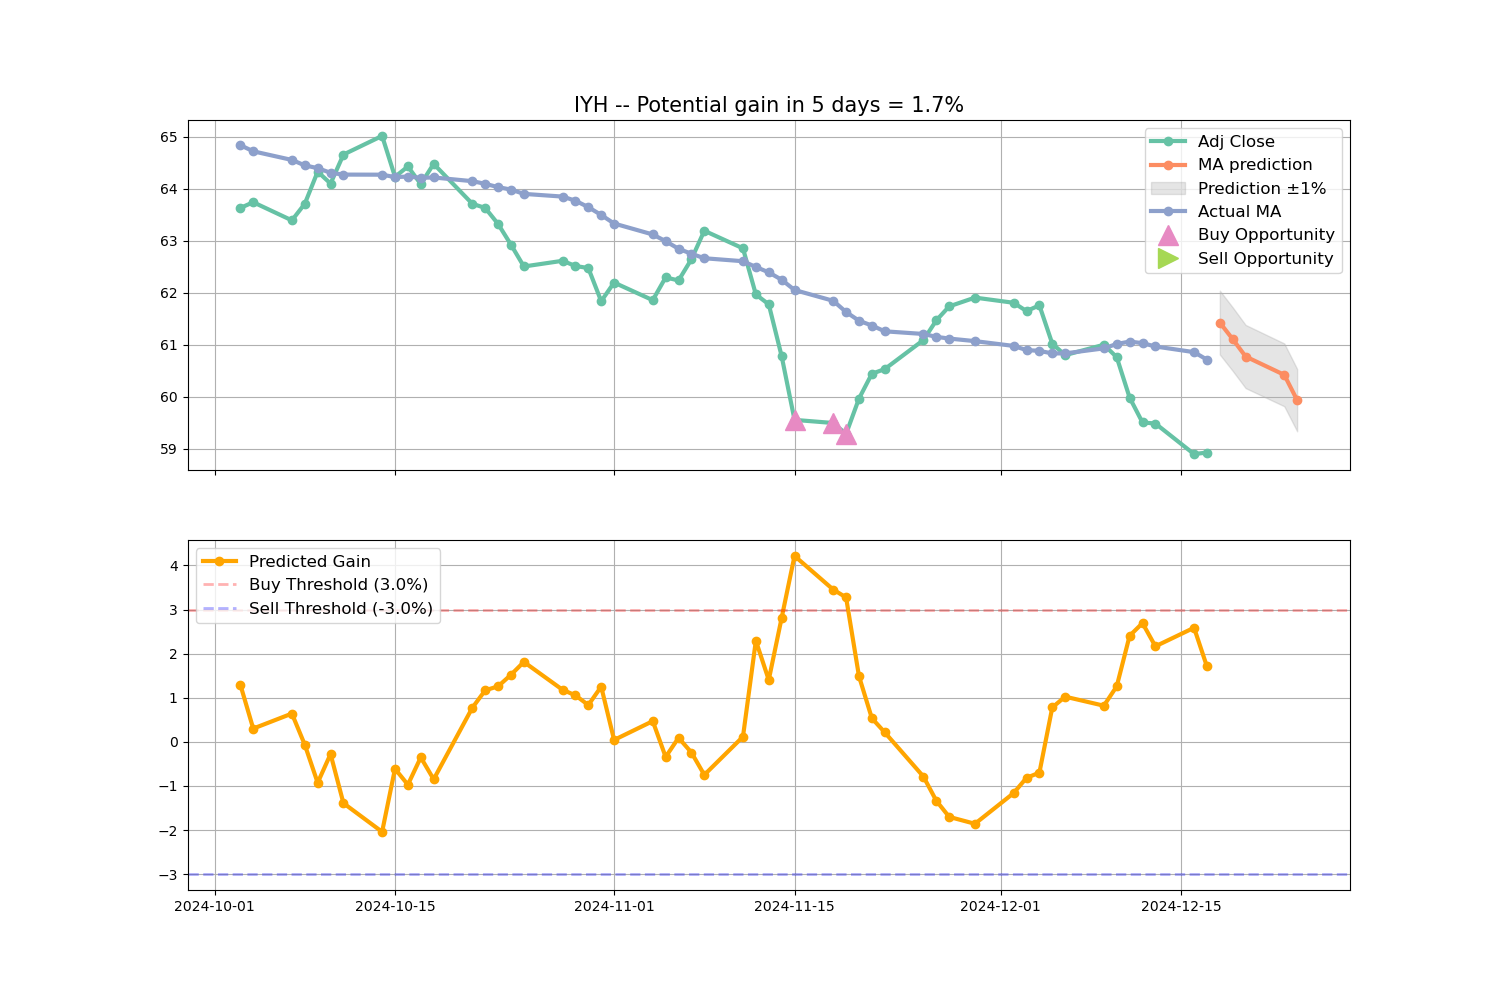 IYH -- Potential gain in 5 days = 1.7%
65
64
63
62
61
60
59
Adj Close
MA prediction
Prediction ±1%
Actual MA
Buy Opportunity
Sell Opportunity
4
3
2
1
0
−1
−2
−3
Predicted Gain
Buy Threshold (3.0%)
Sell Threshold (-3.0%)
2024-10-01 2024-10-15 2024-11-01 2024-11-15 2024-12-01 2024-12-15